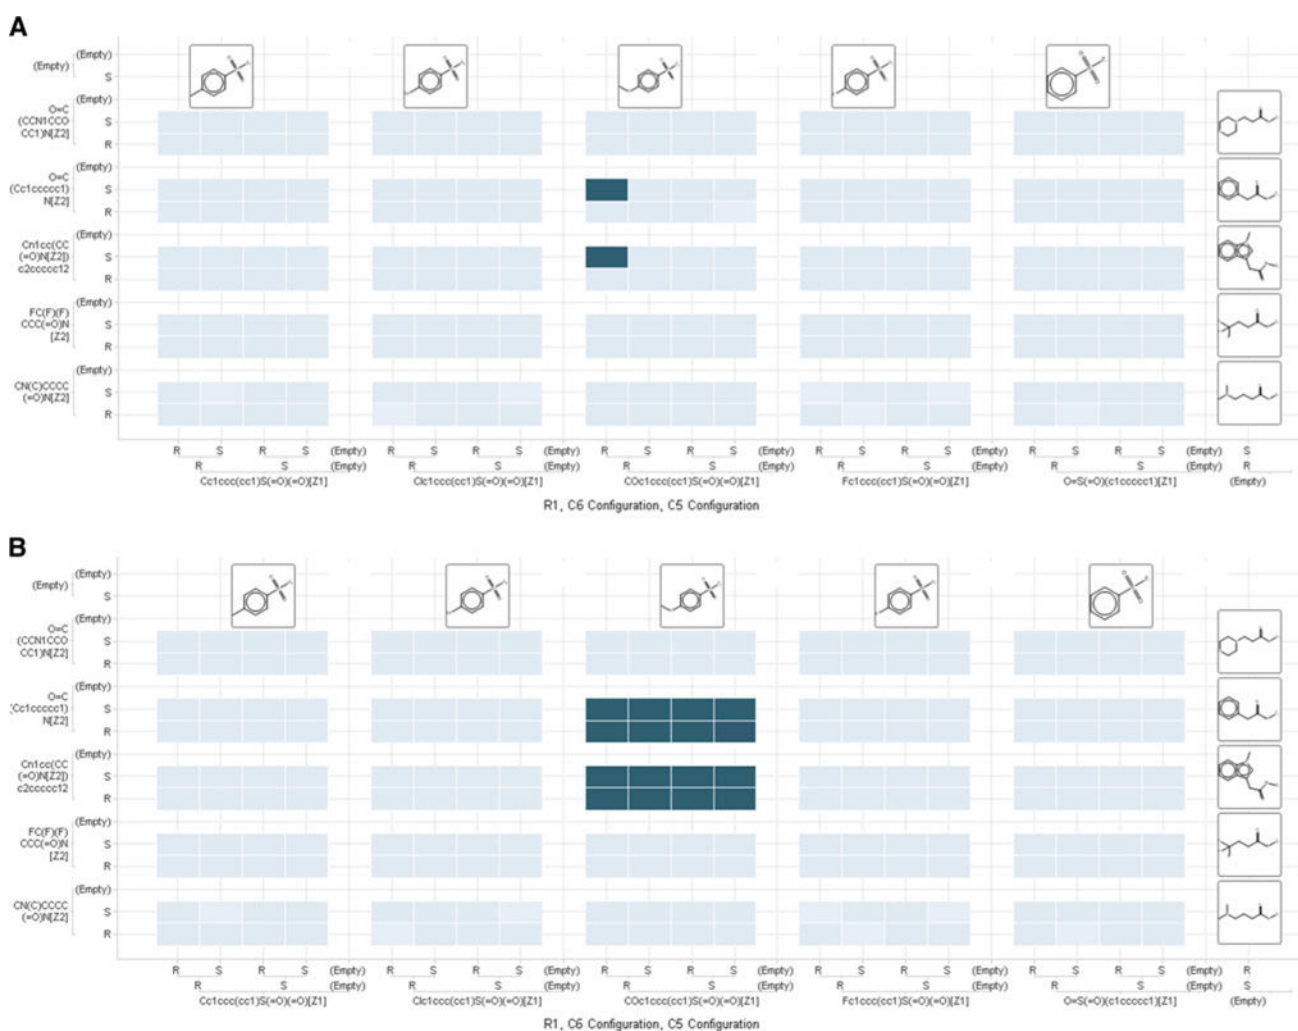 A
(Empty)
(Empty)
S
O=C
(CCN1CCO
CC1)N[Z2]
(Empty)
S
R
O=C
(Cc1ccccc1)
N[Z2]
(Empty)
S
R
Cn1cc(CC
(=O)N[Z2])
c2ccccc12
(Empty)
S
R
FC(F)(F)
CCC(=O)N
[Z2]
(Empty)
S
R
CN(C)CCCC
(=O)N[Z2]
(Empty)
S
R
R S R S (Empty) R S R S (Empty) R S R S (Empty) R S R S (Empty) R S R S (Empty) S
R S (Empty) R S (Empty) R S (Empty) R S (Empty) R S (Empty) R
Cc1ccc(cc1)S(=O)(=O)[Z1] Clc1ccc(cc1)S(=O)(=O)[Z1] COc1ccc(cc1)S(=O)(=O)[Z1] Fc1ccc(cc1)S(=O)(=O)[Z1] O=S(=O)(c1ccccc1)[Z1] (Empty)
R1, C6 Configuration, C5 Configuration
B
(Empty)
(Empty)
S
O=C
(CCN1CCO
CC1)N[Z2]
(Empty)
S
R
O=C
(Cc1ccccc1)
N[Z2]
(Empty)
S
R
Cn1cc(CC
(=O)N[Z2])
c2ccccc12
(Empty)
S
R
FC(F)(F)
CCC(=O)N
[Z2]
(Empty)
S
R
CN(C)CCCC
(=O)N[Z2]
(Empty)
S
R
R S R S (Empty) R S R S (Empty) R S R S (Empty) R S R S (Empty) R S R S (Empty) R
R S (Empty) R S (Empty) R S (Empty) R S (Empty) R S (Empty) S
Cc1ccc(cc1)S(=O)(=O)[Z1] Clc1ccc(cc1)S(=O)(=O)[Z1] COc1ccc(cc1)S(=O)(=O)[Z1] Fc1ccc(cc1)S(=O)(=O)[Z1] O=S(=O)(c1ccccc1)[Z1] (Empty)
R1, C6 Configuration, C5 Configuration